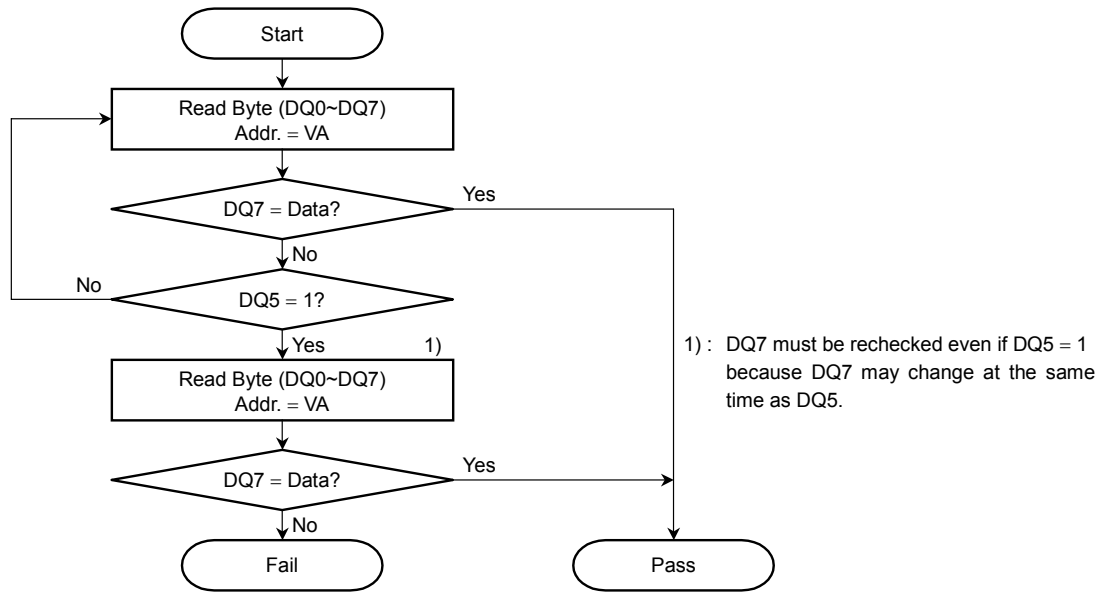 Start
Read Byte (DQ0~DQ7)
Addr. = VA
DQ7 = Data?
Yes
No
No
DQ5 = 1?
Yes
1)
Read Byte (DQ0~DQ7)
Addr. = VA
DQ7 = Data?
Yes
No
Fail
Pass
1) : DQ7 must be rechecked even if DQ5 = 1
because DQ7 may change at the same
time as DQ5.